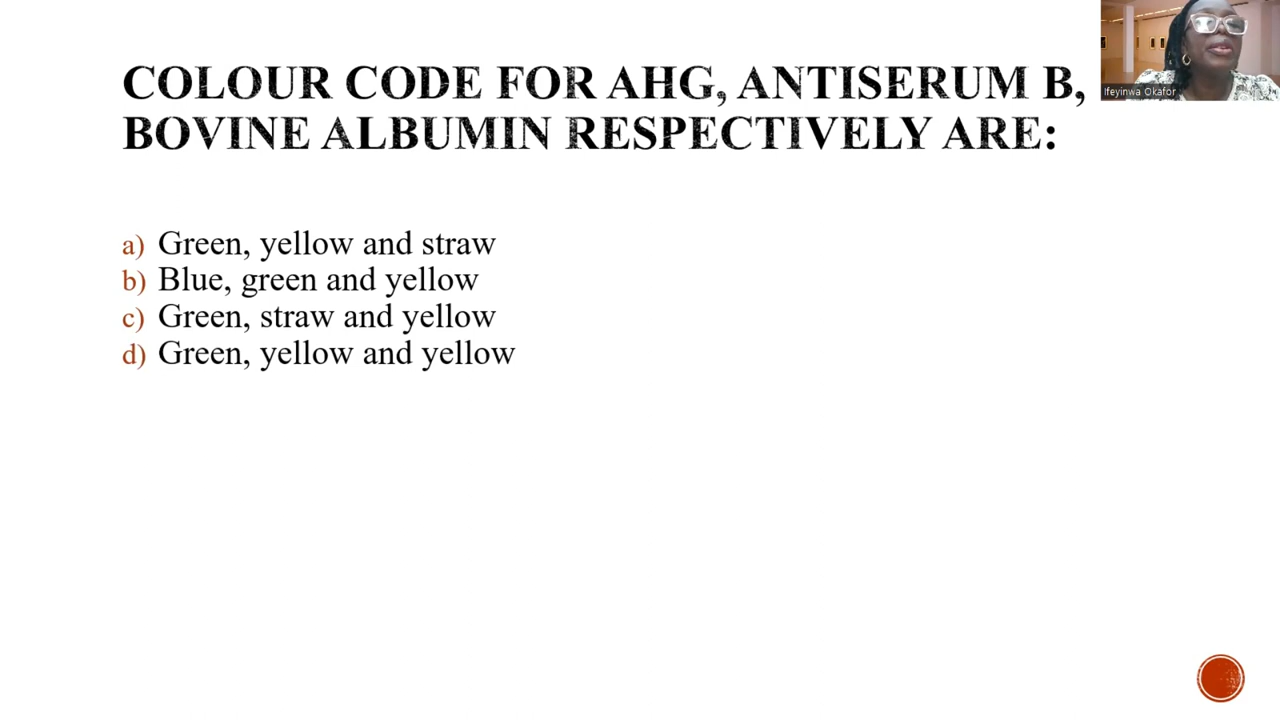 COLOUR CODE FOR AHG, ANTISERUM B,
BOVINE ALBUMIN RESPECTIVELY ARE:
Ifeyinwa Okafor
a) Green, yellow and straw
b) Blue, green and yellow
c) Green, straw and yellow
d) Green, yellow and yellow